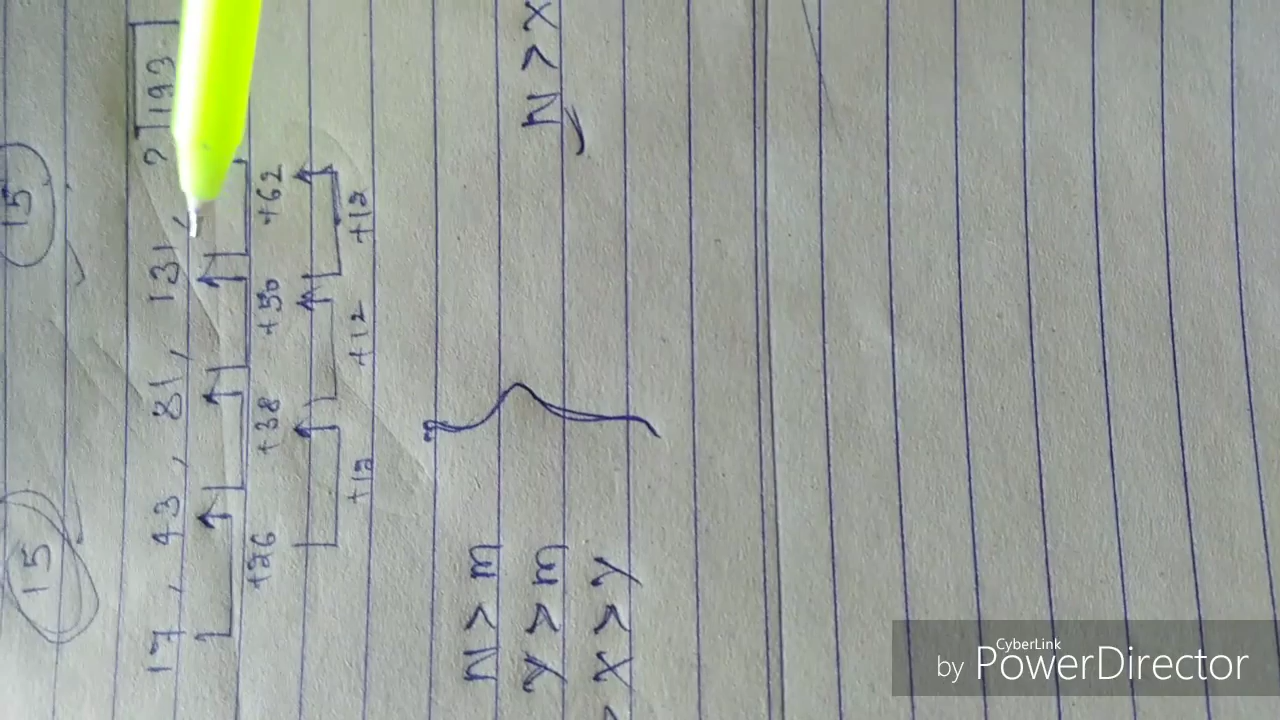 15 15
17, 43, 81, 131, ? 193
+26 +38 +50 +62
+12 +12 +12
N > m
y > m N > x
x > y
CyberLink
by PowerDirector